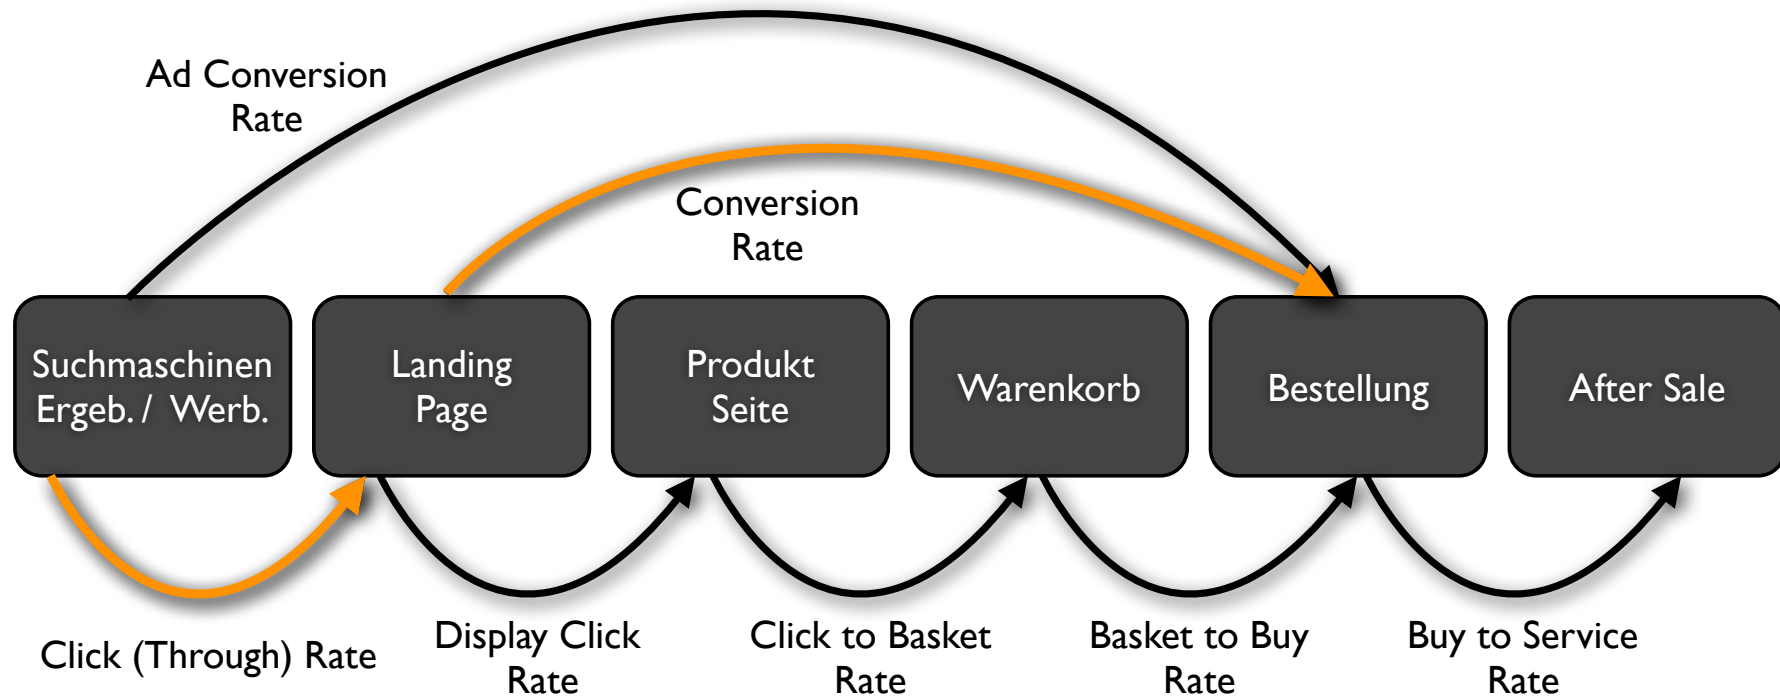 Ad Conversion
Rate
Conversion
Rate
Suchmaschinen
Ergeb. / Werb.
Landing
Page
Produkt
Seite
Warenkorb
Bestellung
After Sale
Click (Through) Rate
Display Click
Rate
Click to Basket
Rate
Basket to Buy
Rate
Buy to Service
Rate